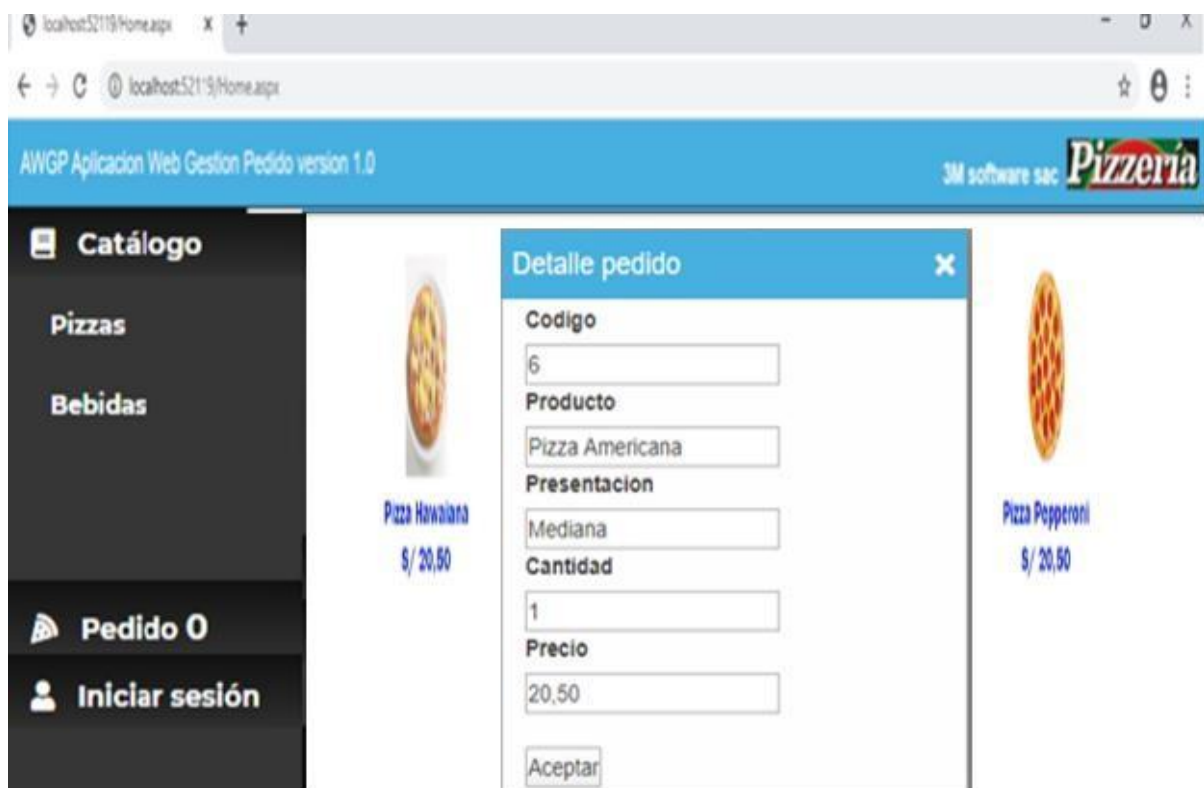 localhost:52119/Home.aspx
localhost:52119/Home.aspx
AWGP Aplicacion Web Gestion Pedido version 1.0
3M software sac Pizzería
Catálogo
Pizzas
Bebidas
Pedido 0
Iniciar sesión
Pizza Hawaiana
S/ 20,50
Detalle pedido
Codigo
6
Producto
Pizza Americana
Presentacion
Mediana
Cantidad
1
Precio
20,50
Aceptar
Pizza Pepperoni
S/ 20,50